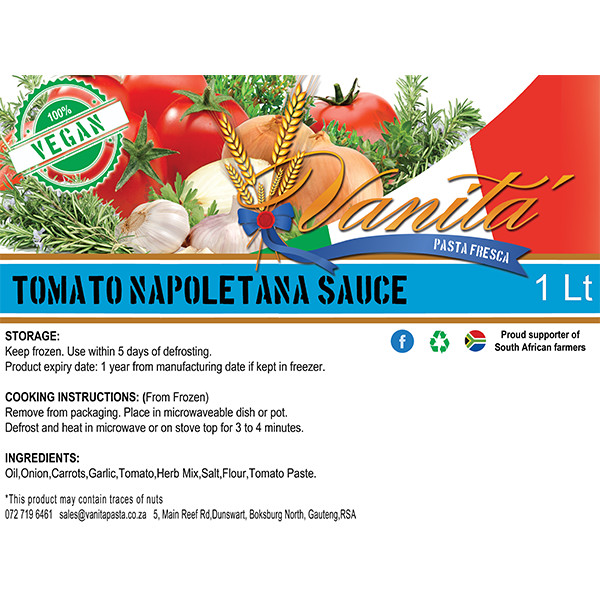 100%
VEGAN
Vanitá
PASTA FRESCA
TOMATO NAPOLETANA SAUCE 1 Lt
STORAGE:
Keep frozen. Use within 5 days of defrosting.
Product expiry date: 1 year from manufacturing date if kept in freezer.
f
Proud supporter of
South African farmers
COOKING INSTRUCTIONS: (From Frozen)
Remove from packaging. Place in microwaveable dish or pot.
Defrost and heat in microwave or on stove top for 3 to 4 minutes.
INGREDIENTS:
Oil,Onion,Carrots,Garlic,Tomato,Herb Mix,Salt,Flour,Tomato Paste.
*This product may contain traces of nuts
072 719 6461 sales@vanitapasta.co.za 5, Main Reef Rd,Dunswart, Boksburg North, Gauteng,RSA